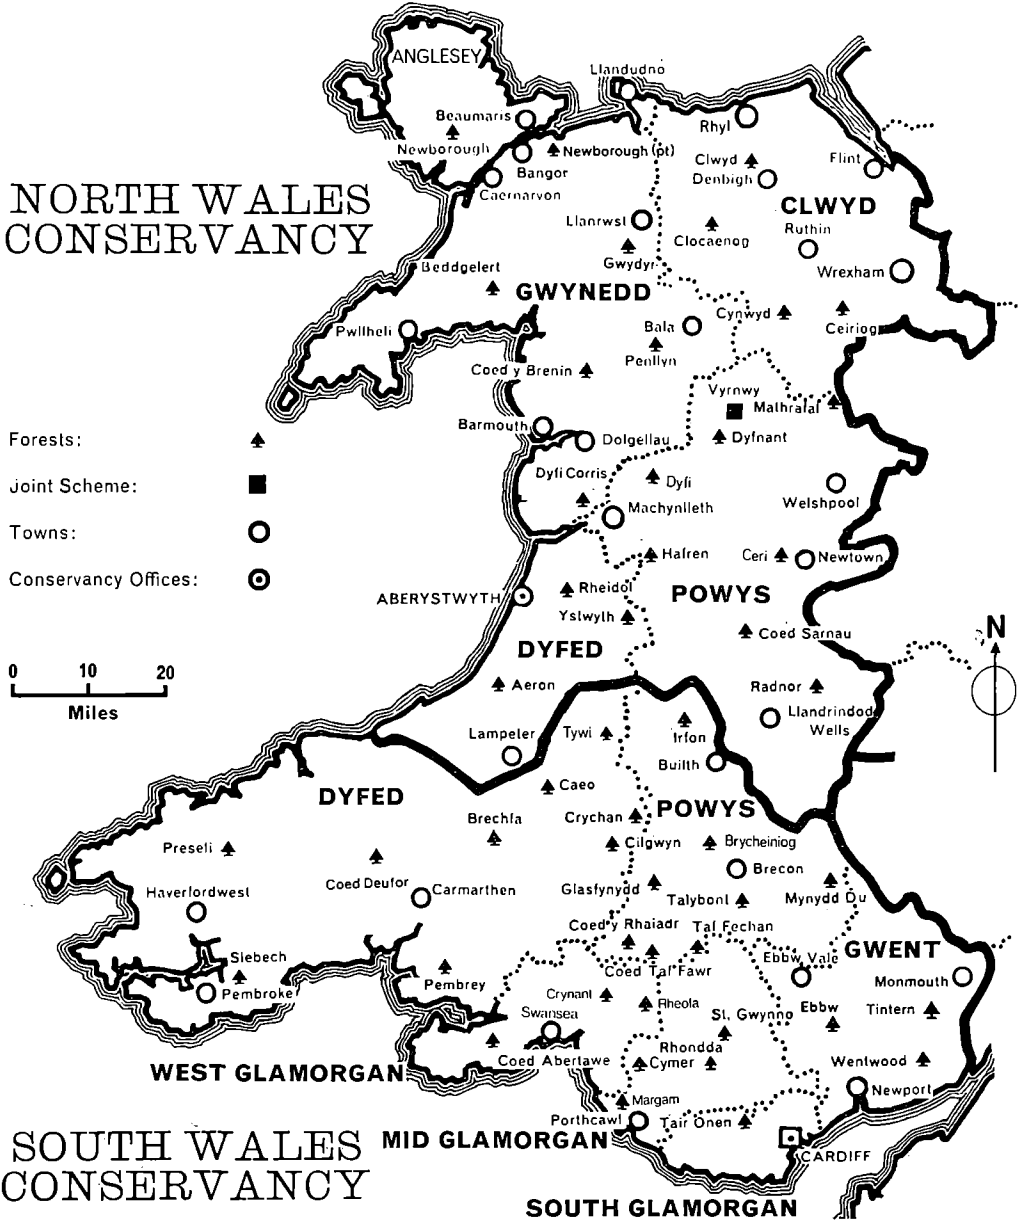 ANGLESEY
Llandudno
Beaumaris
Rhyl
Newborough
Newborough (pt)
Clwyd
Flint
Bangor
Denbigh
Caernarvon
NORTH WALES
CONSERVANCY
CLWYD
Llanrwst
Clocaenog
Ruthin
Gwydyr
Beddgelert
Wrexham
GWYNEDD
Cynwyd
Ceiriog
Pwllheli
Bala
Penllyn
Coed y Brenin
Vyrnwy
Mathrafal
Barmouth
Dolgellau
Dyfnant
Forests:
Joint Scheme:
Towns:
Conservancy Offices:
Dyfi Corris
Dyfi
Welshpool
Machynlleth
Hafren
Ceri
Newtown
ABERYSTWYTH
Rheidol
POWYS
Ystwyth
Coed Sarnau
N
DYFED
0 10 20
Miles
Aeron
Radnor
Llandrindod
Wells
Lampeter
Tywi
Irfon
Builth
DYFED
Caeo
POWYS
Brechfa
Crychan
Preseli
Cilgwyn
Brycheiniog
Brecon
Coed Deufor
Carmarthen
Haverfordwest
Glasfynydd
Talybont
Mynydd Du
Coed y Rhaiadr
Taf Fechan
GWENT
Slebech
Ebbw Vale
Coed Taf Fawr
Monmouth
Pembroke
Pembrey
Crynant
Rheola
Swansea
St. Gwynno
Ebbw
Tintern
Rhondda
Coed Abertawe
Cymer
Wentwood
WEST GLAMORGAN
Newport
Margam
Porthcawl
Tair Onen
MID GLAMORGAN
CARDIFF
SOUTH WALES
CONSERVANCY
SOUTH GLAMORGAN